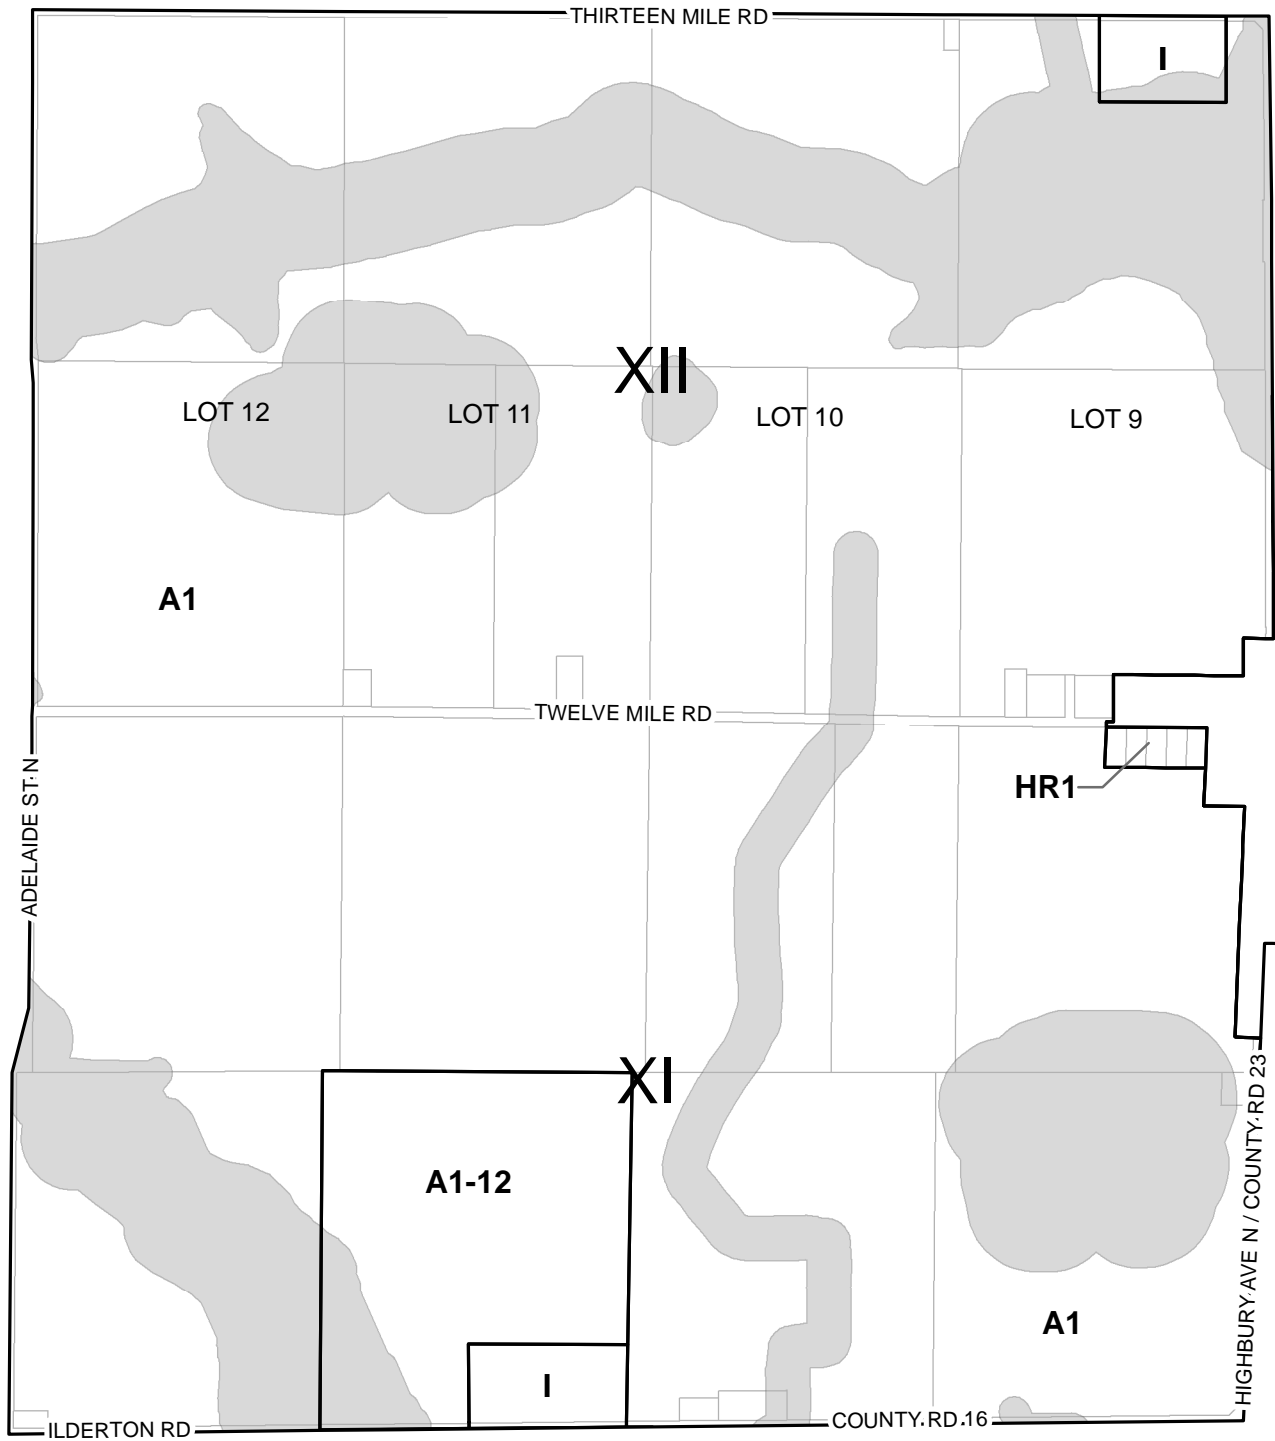 THIRTEEN MILE RD
I
XII
LOT 12
LOT 11
LOT 10
LOT 9
A1
TWELVE MILE RD
HR1
ADELAIDE ST N
XI
HIGHBURY AVE N / COUNTY RD 23
A1-12
A1
I
COUNTY RD 16
ILDERTON RD